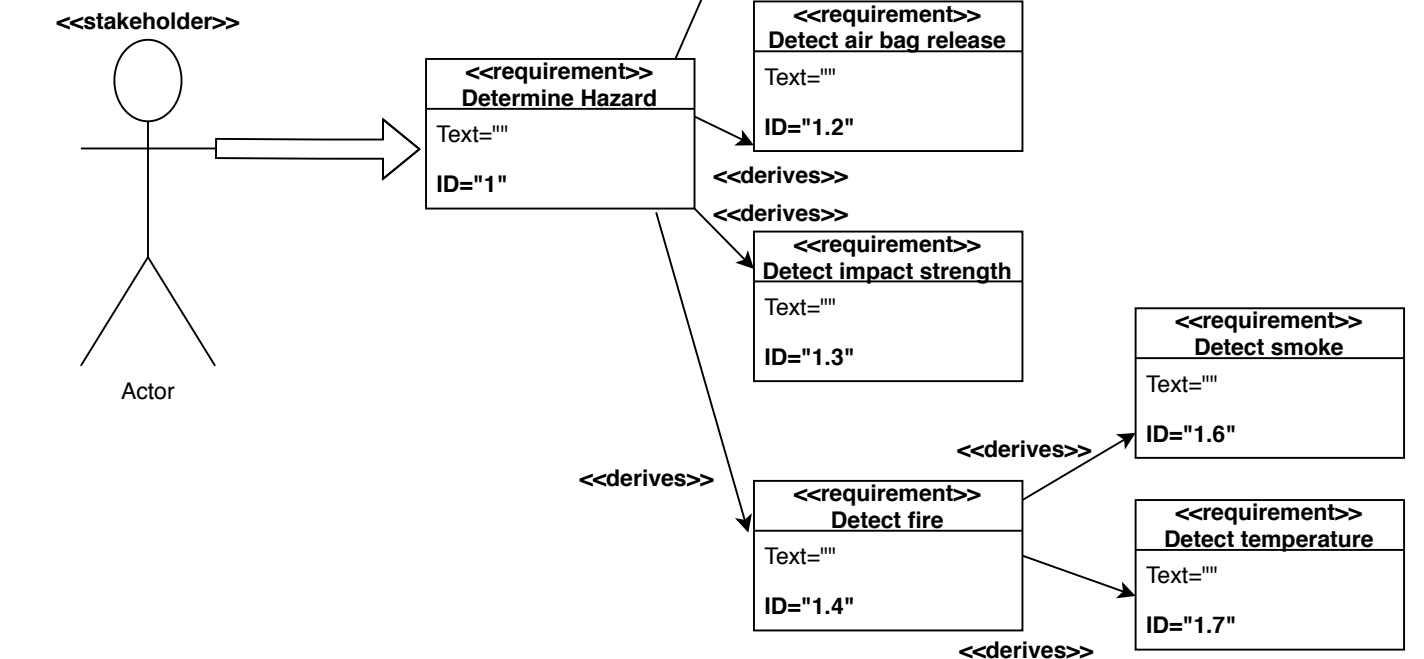 <<stakeholder>>
Actor
<<requirement>>
Determine Hazard
Text=""
ID="1"
<<requirement>>
Detect air bag release
Text=""
ID="1.2"
<<derives>>
<<derives>>
<<requirement>>
Detect impact strength
Text=""
ID="1.3"
<<derives>>
<<requirement>>
Detect fire
Text=""
ID="1.4"
<<derives>>
<<requirement>>
Detect smoke
Text=""
ID="1.6"
<<requirement>>
Detect temperature
Text=""
ID="1.7"
<<derives>>